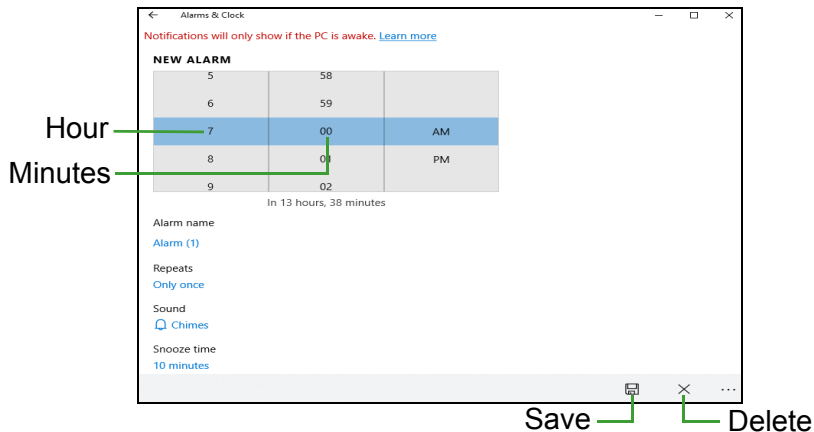 Alarms & Clock
Notifications will only show if the PC is awake. Learn more
NEW ALARM
5 58
6 59
Hour 7 00 AM
Minutes 8 01 PM
9 02
In 13 hours, 38 minutes
Alarm name
Alarm (1)
Repeats
Only once
Sound
Chimes
Snooze time
10 minutes
Save Delete